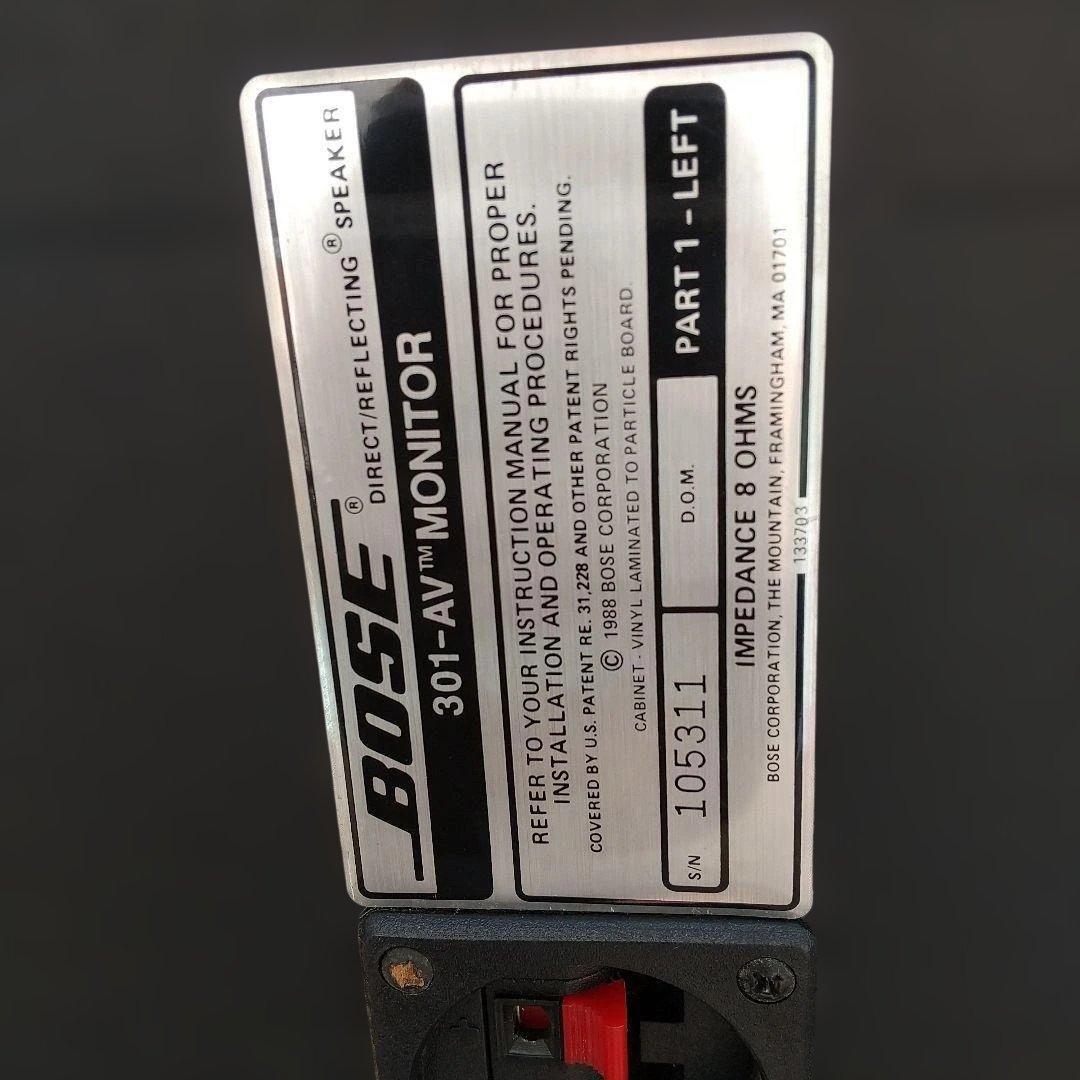 BOSE® DIRECT/REFLECTING® SPEAKER
301-AV™ MONITOR
REFER TO YOUR INSTRUCTION MANUAL FOR PROPER
INSTALLATION AND OPERATING PROCEDURES.
COVERED BY U.S. PATENT RE. 31,228 AND OTHER PATENT RIGHTS PENDING.
© 1988 BOSE CORPORATION
CABINET - VINYL LAMINATED TO PARTICLE BOARD.
S/N 105311 D.O.M. PART 1 - LEFT
IMPEDANCE 8 OHMS
BOSE CORPORATION, THE MOUNTAIN, FRAMINGHAM, MA 01701
133703
+